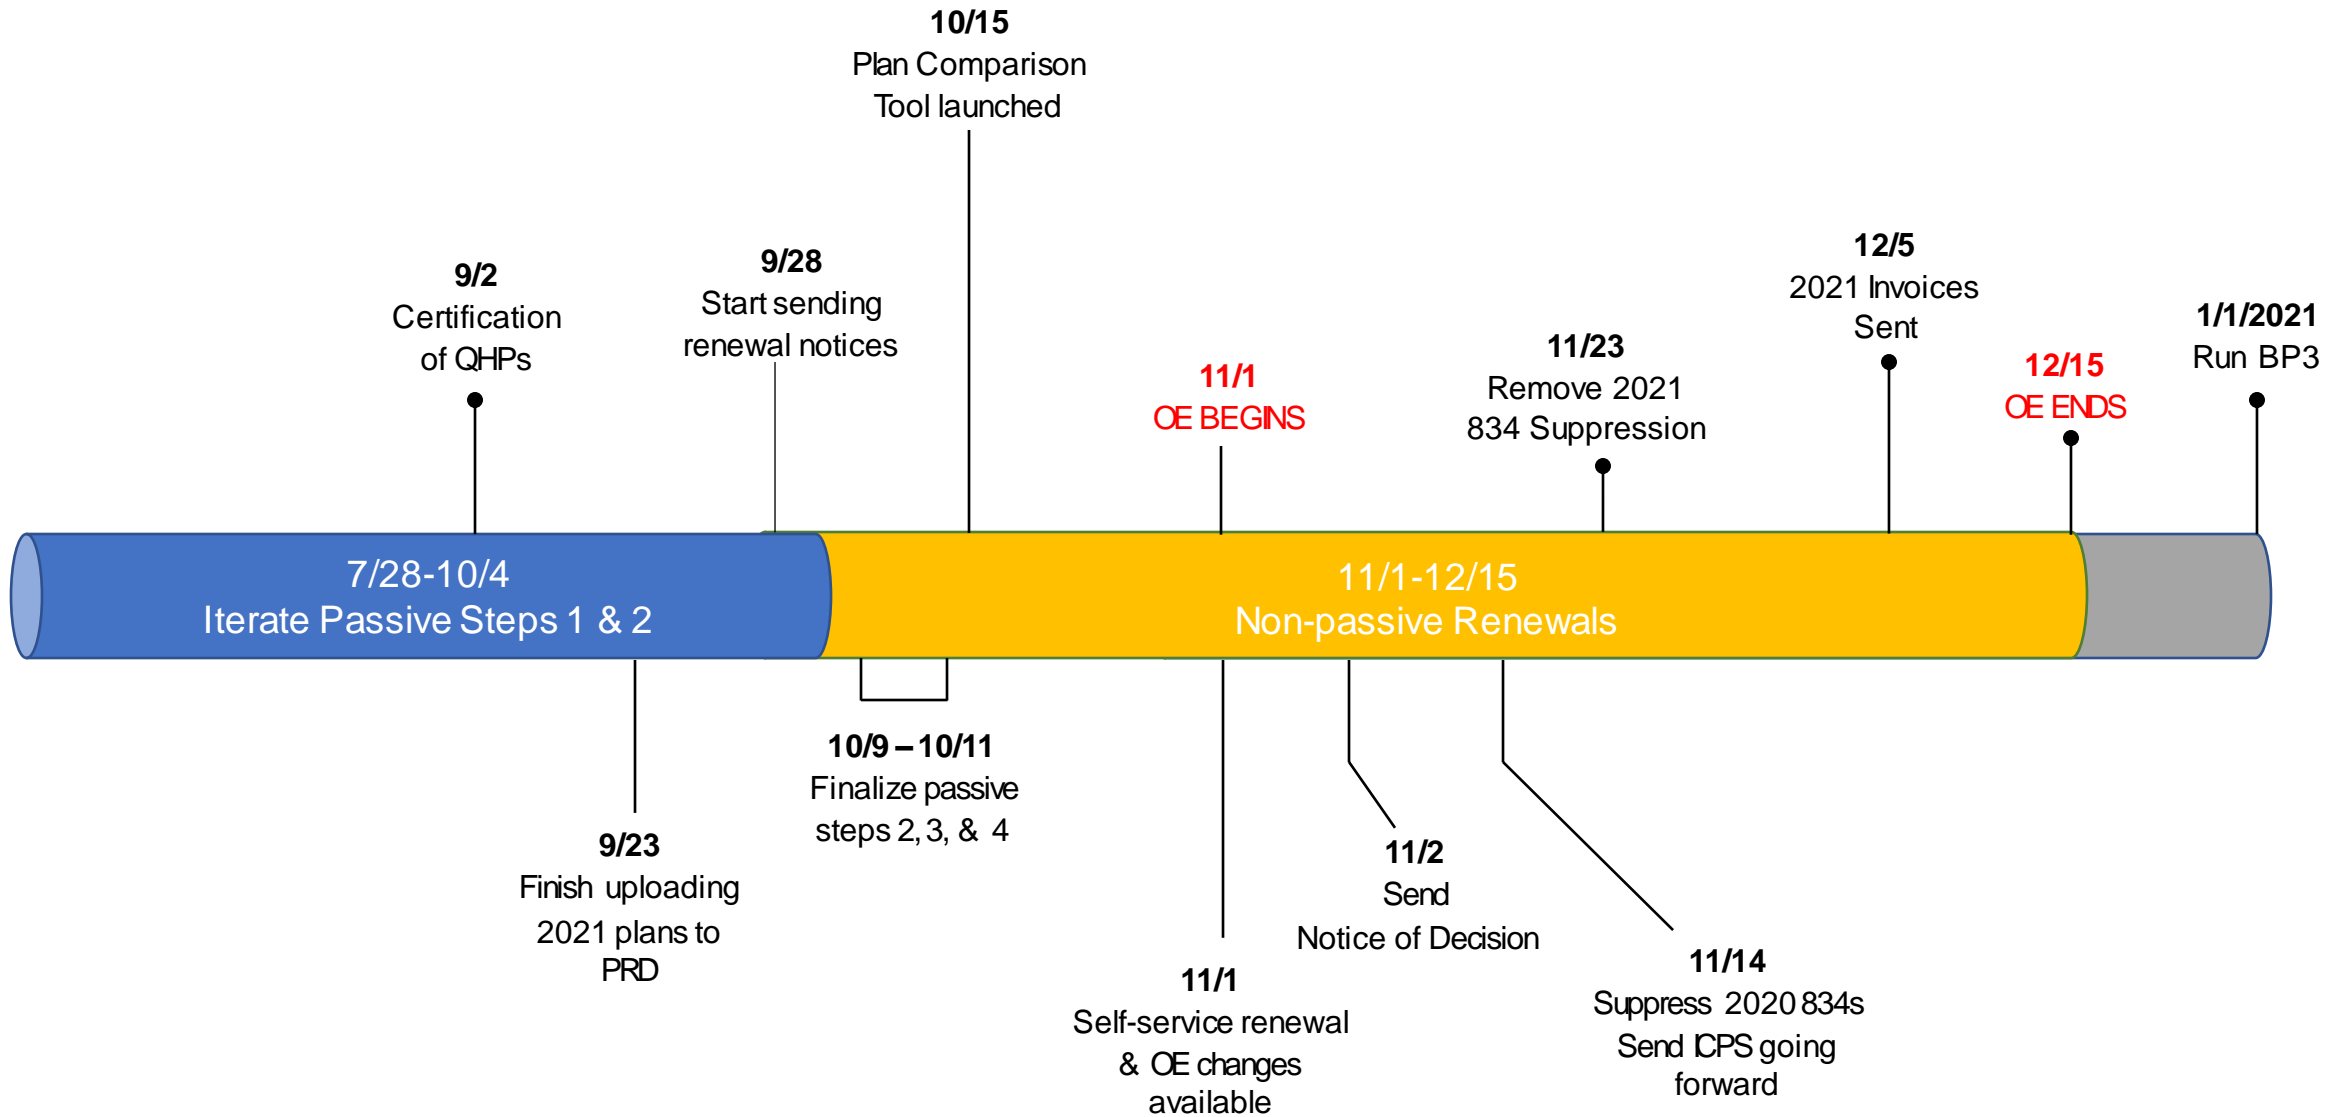 10/15
Plan Comparison
Tool launched
9/2
Certification
of QHPs
9/28
Start sending
renewal notices
11/1
OE BEGINS
11/23
Remove 2021
834 Suppression
12/5
2021 Invoices
Sent
12/15
OE ENDS
1/1/2021
Run BP3
7/28-10/4
Iterate Passive Steps 1 & 2
11/1-12/15
Non-passive Renewals
9/23
Finish uploading
2021 plans to
PRD
10/9 – 10/11
Finalize passive
steps 2, 3, & 4
11/1
Self-service renewal
& OE changes
available
11/2
Send
Notice of Decision
11/14
Suppress 2020 834s
Send ICPS going
forward